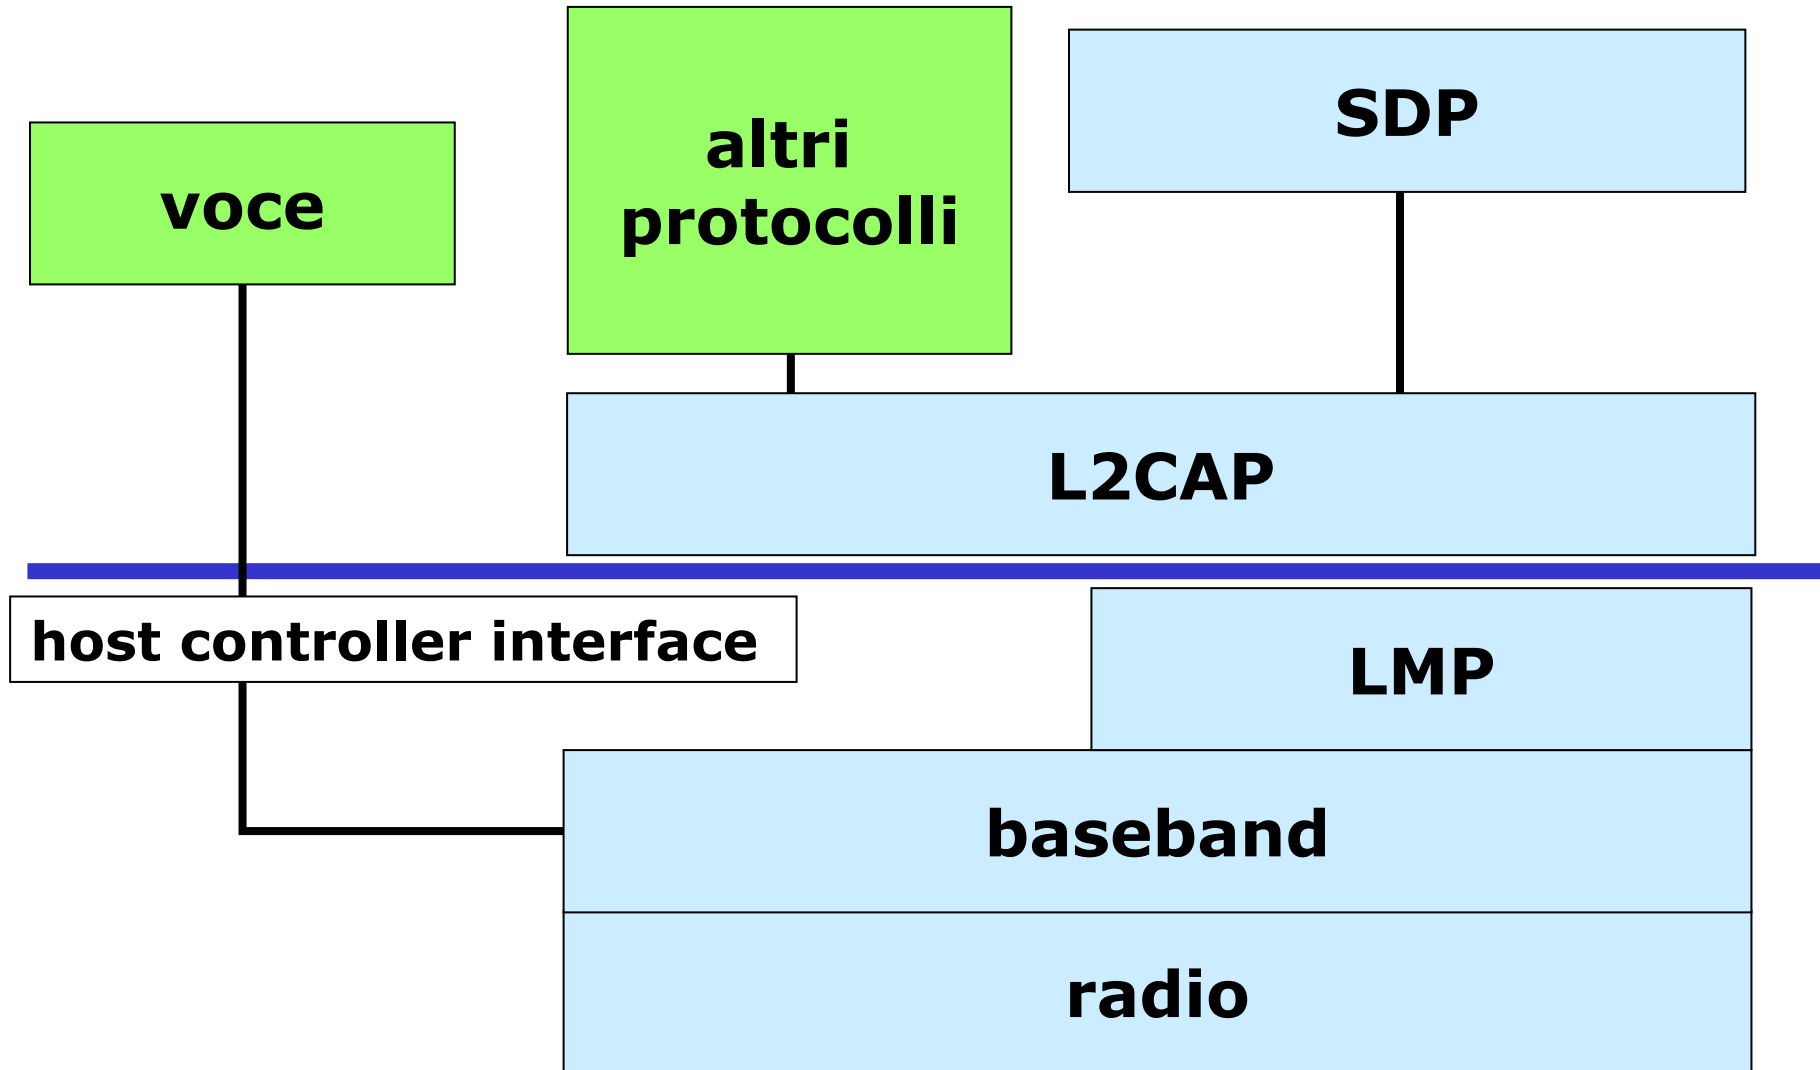 altri
protocolli
SDP
voce
L2CAP
host controller interface
LMP
baseband
radio